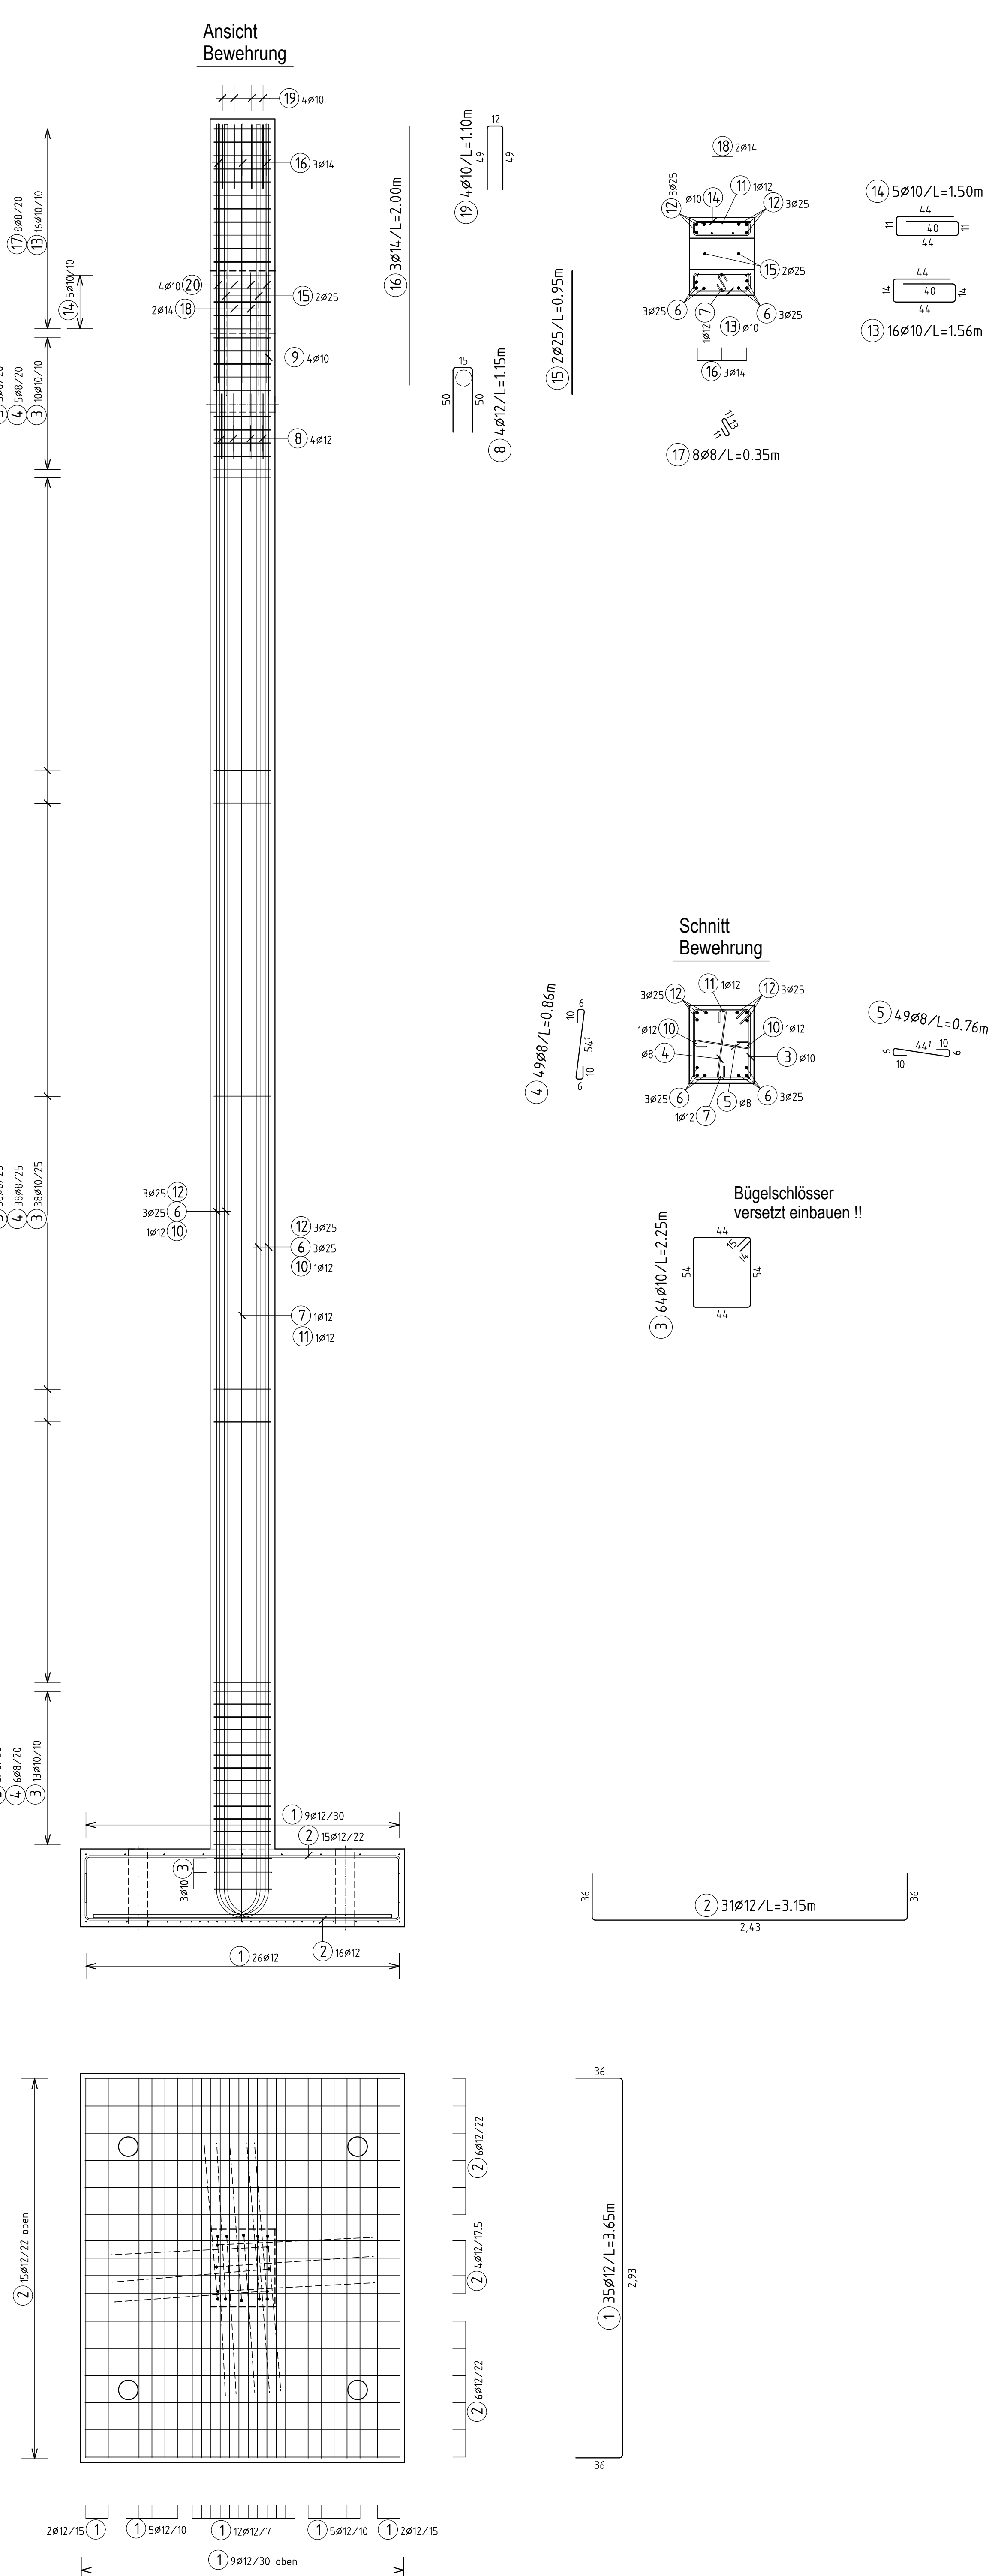 Ansicht
Bewehrung
19 4ø10
16 3ø14
17 8ø8/20
13 16ø10/10
14 5ø10/10
4ø10 20
15 2ø25
2ø14 18
9 4ø10
4 5ø8/20
3 10ø10/10
8 4ø12
16 3ø14/L=2.00m
19 4ø10/L=1.10m
12
49
49
15
50
50
8 4ø12/L=1.15m
15 2ø25/L=0.95m
18 2ø14
12 3ø25
ø10 14
11 1ø12
12 3ø25
15 2ø25
3ø25 6
7
1ø12
13 ø10
6 3ø25
16 3ø14
14 5ø10/L=1.50m
44
11
40
11
44
44
14
40
14
44
13 16ø10/L=1.56m
11
13
11
17 8ø8/L=0.35m
Schnitt
Bewehrung
11 1ø12
3ø25 12
12 3ø25
1ø12 10
10 1ø12
ø8 4
3 ø10
3ø25 6
6 3ø25
1ø12 7
5 ø8
4 49ø8/L=0.86m
6
10
54¹
10
6
5 49ø8/L=0.76m
6
44¹
10
6
10
Bügelschlösser
versetzt einbauen !!
3 64ø10/L=2.25m
44
15
14
54
54
44
4 38ø8/25
3 38ø10/25
3ø25 12
3ø25 6
1ø12 10
12 3ø25
6 3ø25
10 1ø12
7 1ø12
11 1ø12
4 6ø8/20
3 13ø10/10
1 9ø12/30
2 15ø12/22
3ø10 3
1 26ø12
2 16ø12
36
2 31ø12/L=3.15m
36
2,43
2 15ø12/22 oben
2 6ø12/22
2 4ø12/17.5
2 6ø12/22
36
1 35ø12/L=3.65m
2,93
36
2ø12/15 1
1 5ø12/10
1 12ø12/7
1 5ø12/10
1 2ø12/15
1 9ø12/30 oben